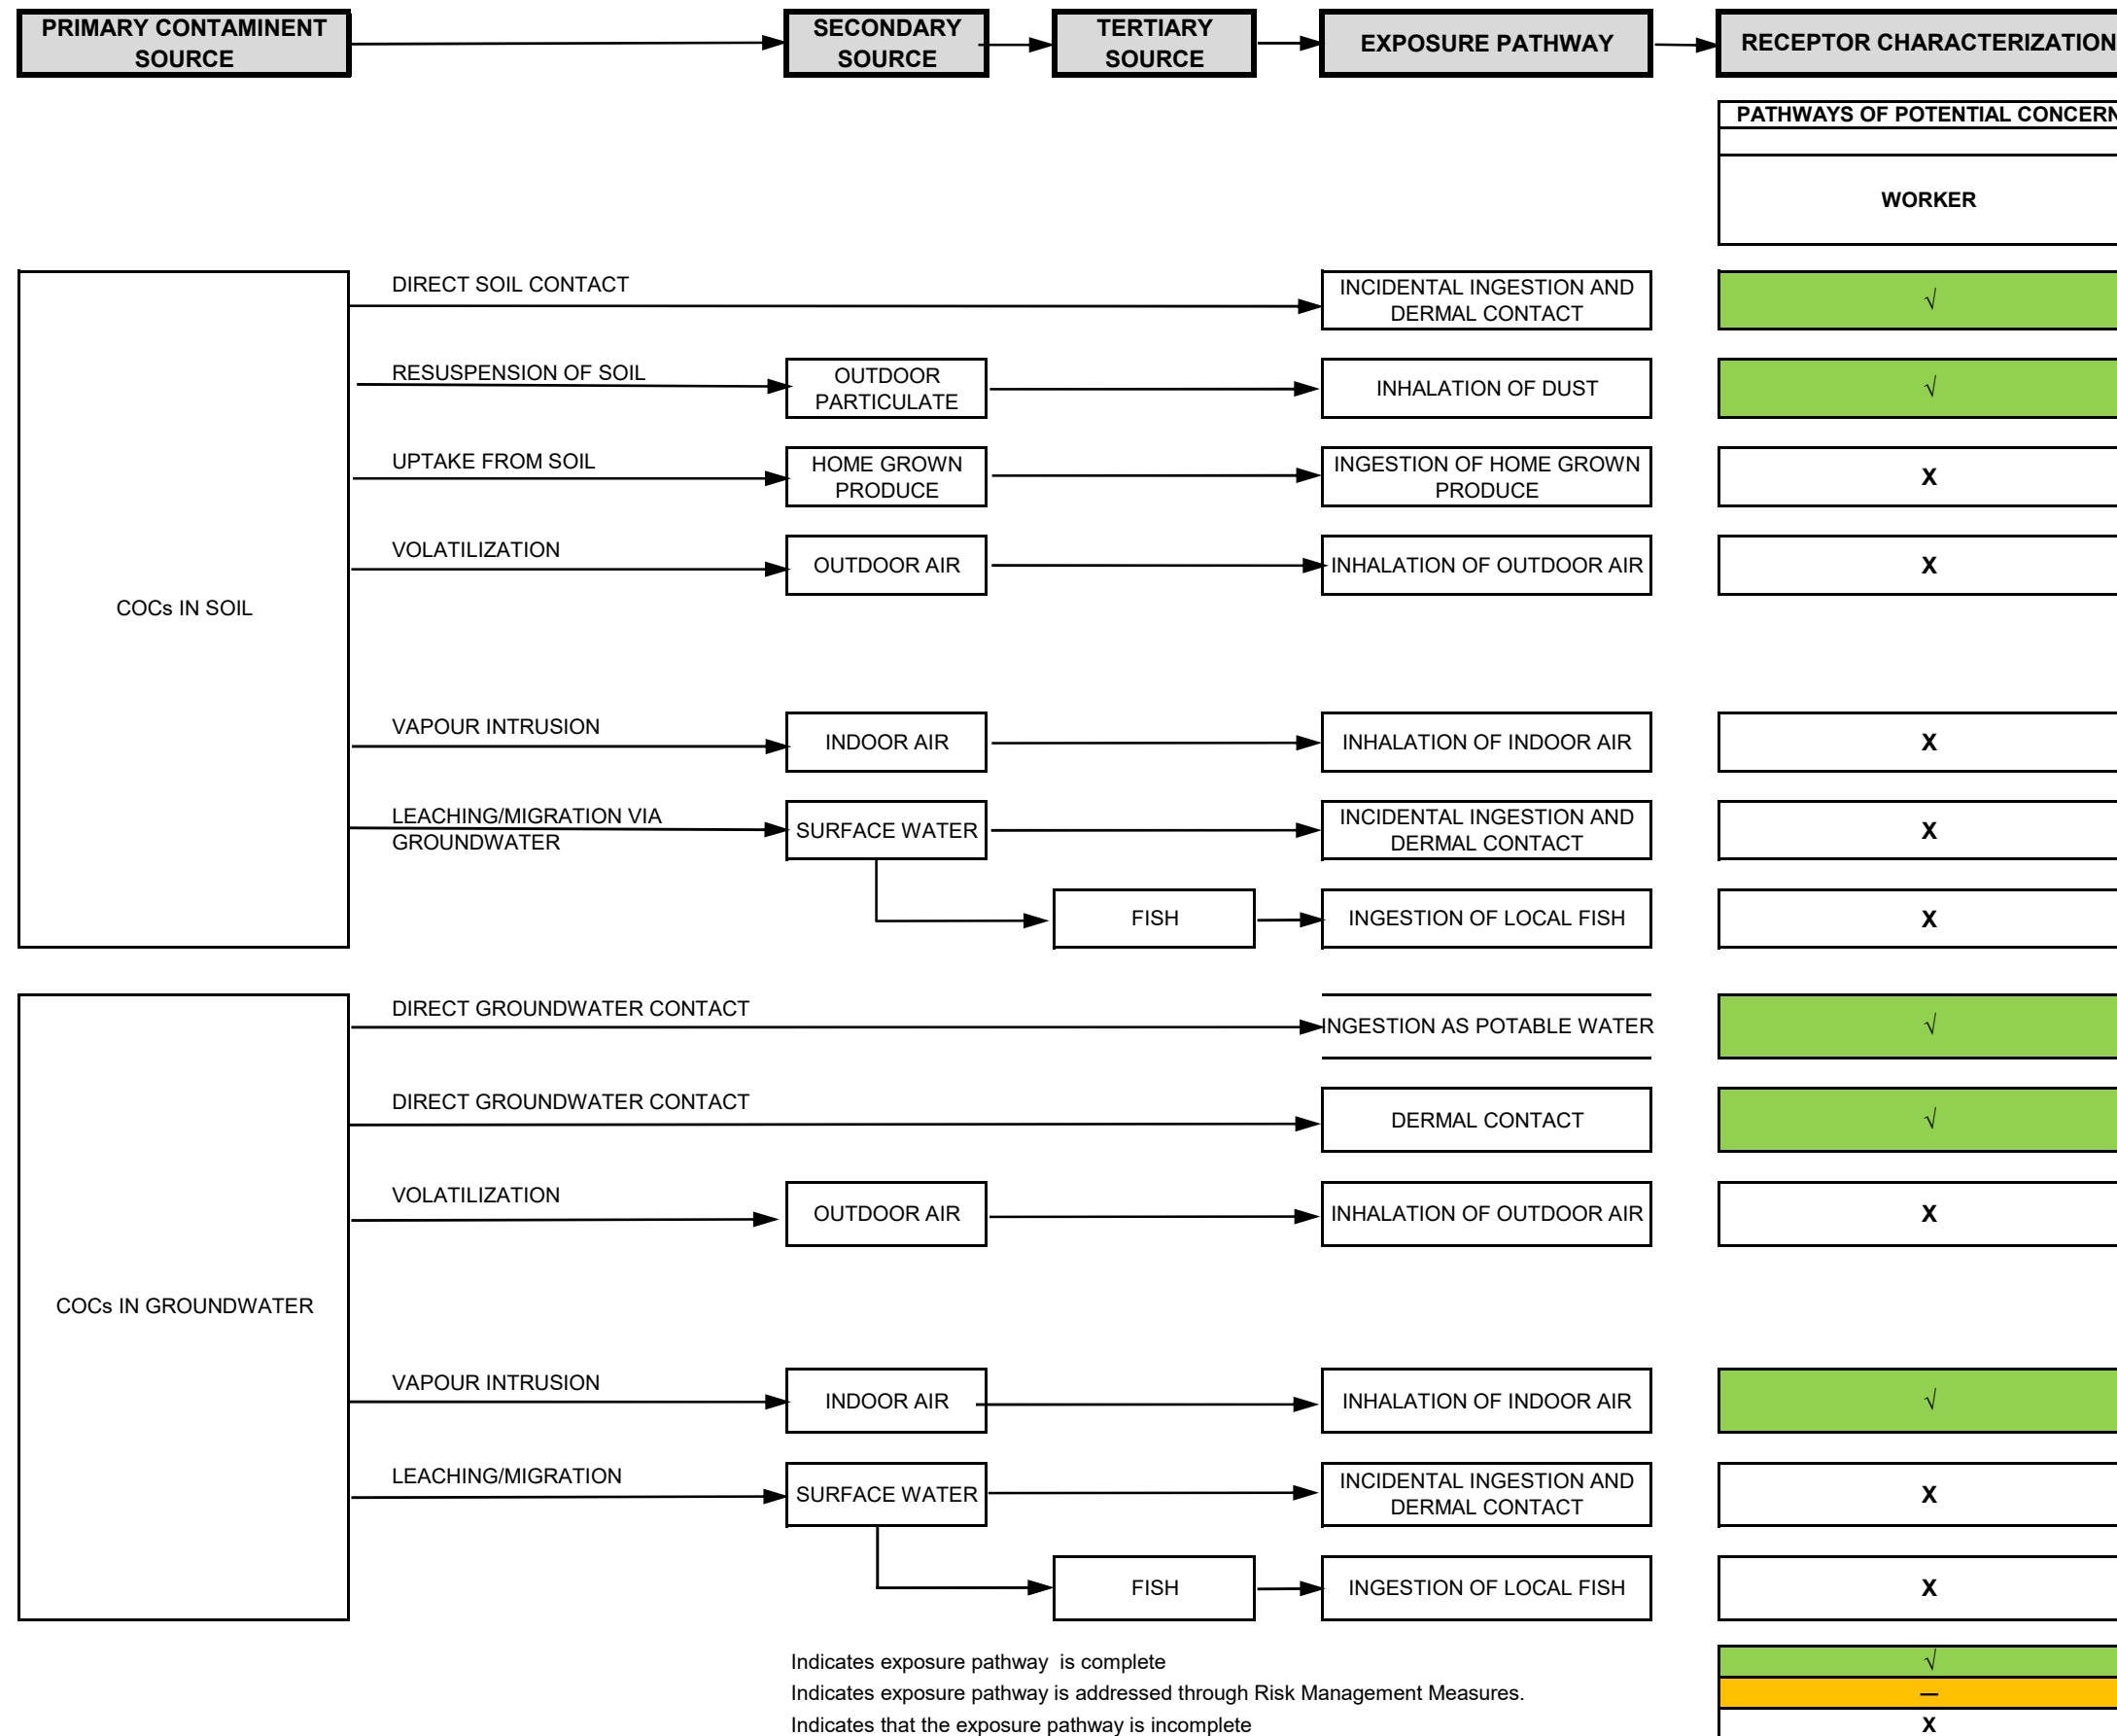 PRIMARY CONTAMINENT
SOURCE
SECONDARY
SOURCE
TERTIARY
SOURCE
EXPOSURE PATHWAY
RECEPTOR CHARACTERIZATION
PATHWAYS OF POTENTIAL CONCERN
WORKER
COCs IN SOIL
DIRECT SOIL CONTACT
INCIDENTAL INGESTION AND
DERMAL CONTACT
√
RESUSPENSION OF SOIL
OUTDOOR
PARTICULATE
INHALATION OF DUST
√
UPTAKE FROM SOIL
HOME GROWN
PRODUCE
INGESTION OF HOME GROWN
PRODUCE
X
VOLATILIZATION
OUTDOOR AIR
INHALATION OF OUTDOOR AIR
X
VAPOUR INTRUSION
INDOOR AIR
INHALATION OF INDOOR AIR
X
LEACHING/MIGRATION VIA
GROUNDWATER
SURFACE WATER
INCIDENTAL INGESTION AND
DERMAL CONTACT
X
FISH
INGESTION OF LOCAL FISH
X
COCs IN GROUNDWATER
DIRECT GROUNDWATER CONTACT
INGESTION AS POTABLE WATER
√
DIRECT GROUNDWATER CONTACT
DERMAL CONTACT
√
VOLATILIZATION
OUTDOOR AIR
INHALATION OF OUTDOOR AIR
X
VAPOUR INTRUSION
INDOOR AIR
INHALATION OF INDOOR AIR
√
LEACHING/MIGRATION
SURFACE WATER
INCIDENTAL INGESTION AND
DERMAL CONTACT
X
FISH
INGESTION OF LOCAL FISH
X
Indicates exposure pathway  is complete
√
Indicates exposure pathway is addressed through Risk Management Measures.
—
Indicates that the exposure pathway is incomplete
X